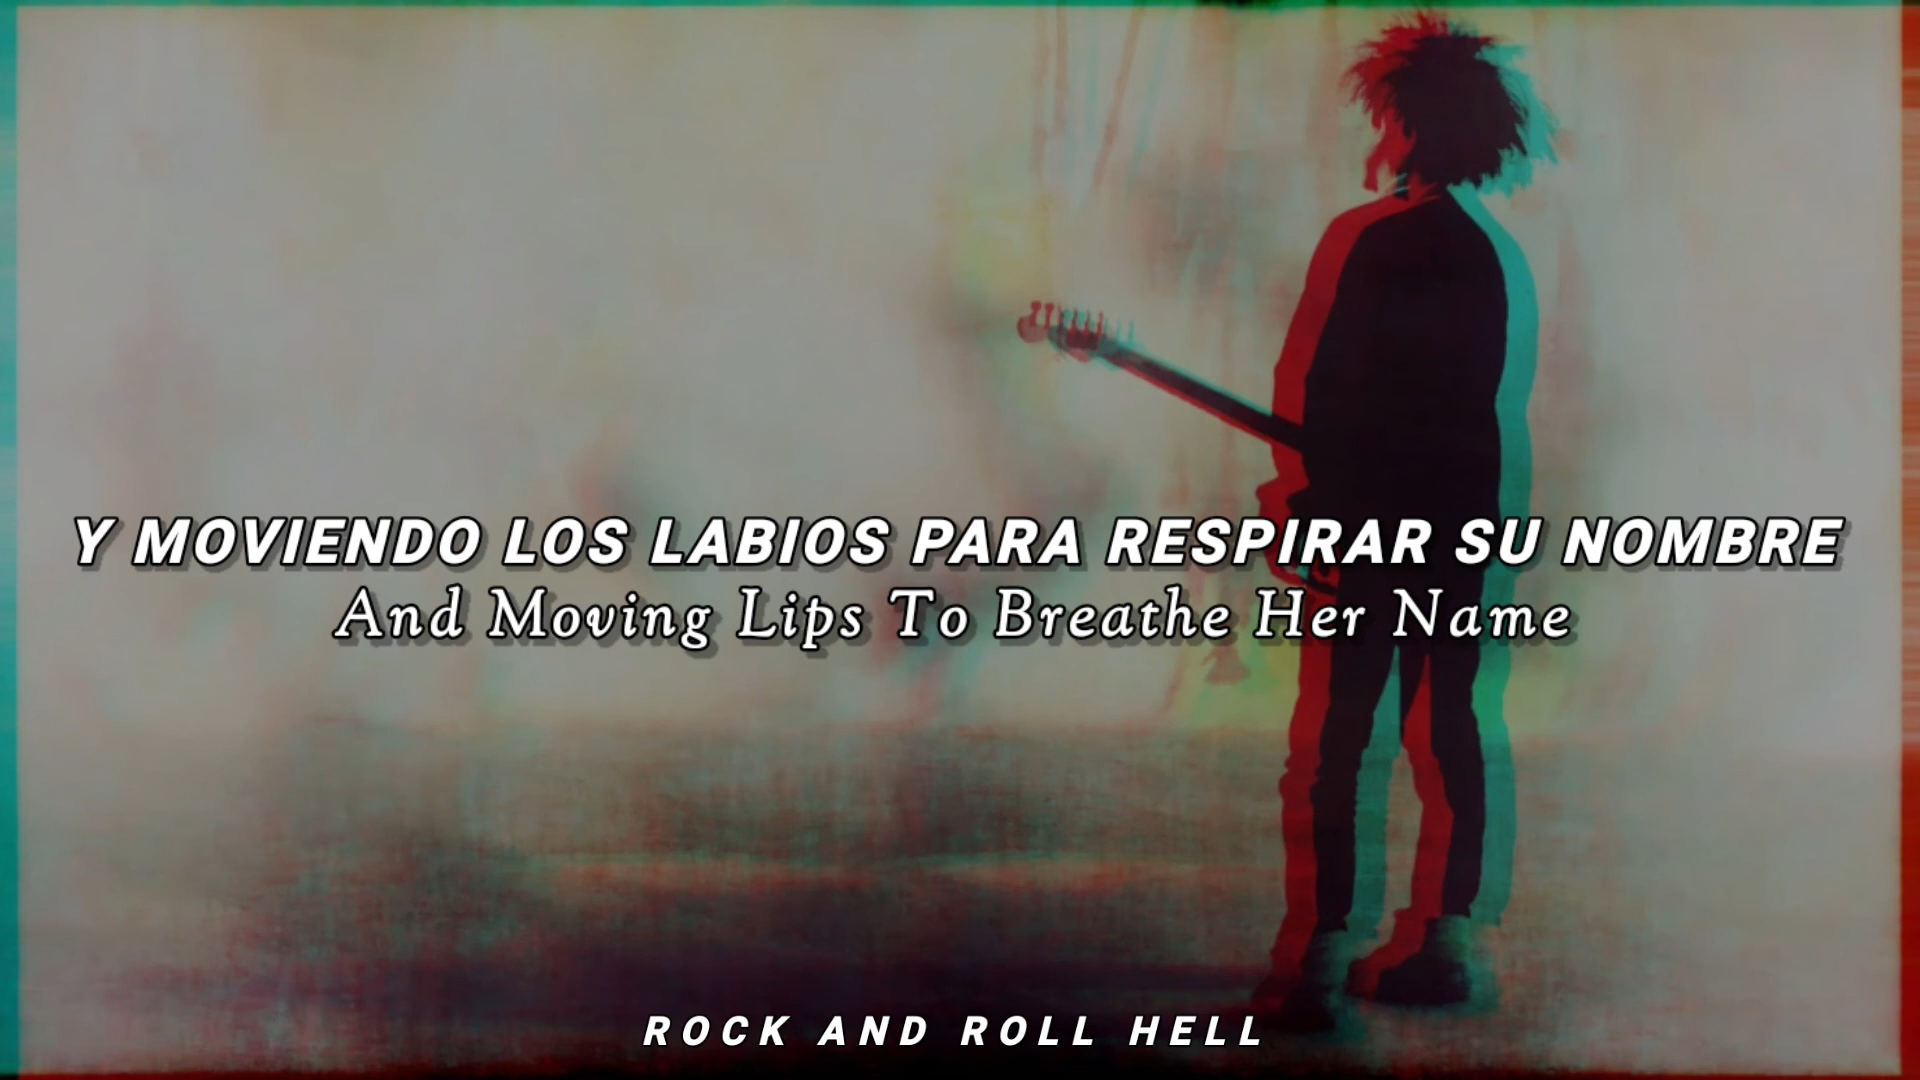 Y MOVIENDO LOS LABIOS PARA RESPIRAR SU NOMBRE
And Moving Lips To Breathe Her Name
ROCK AND ROLL HELL